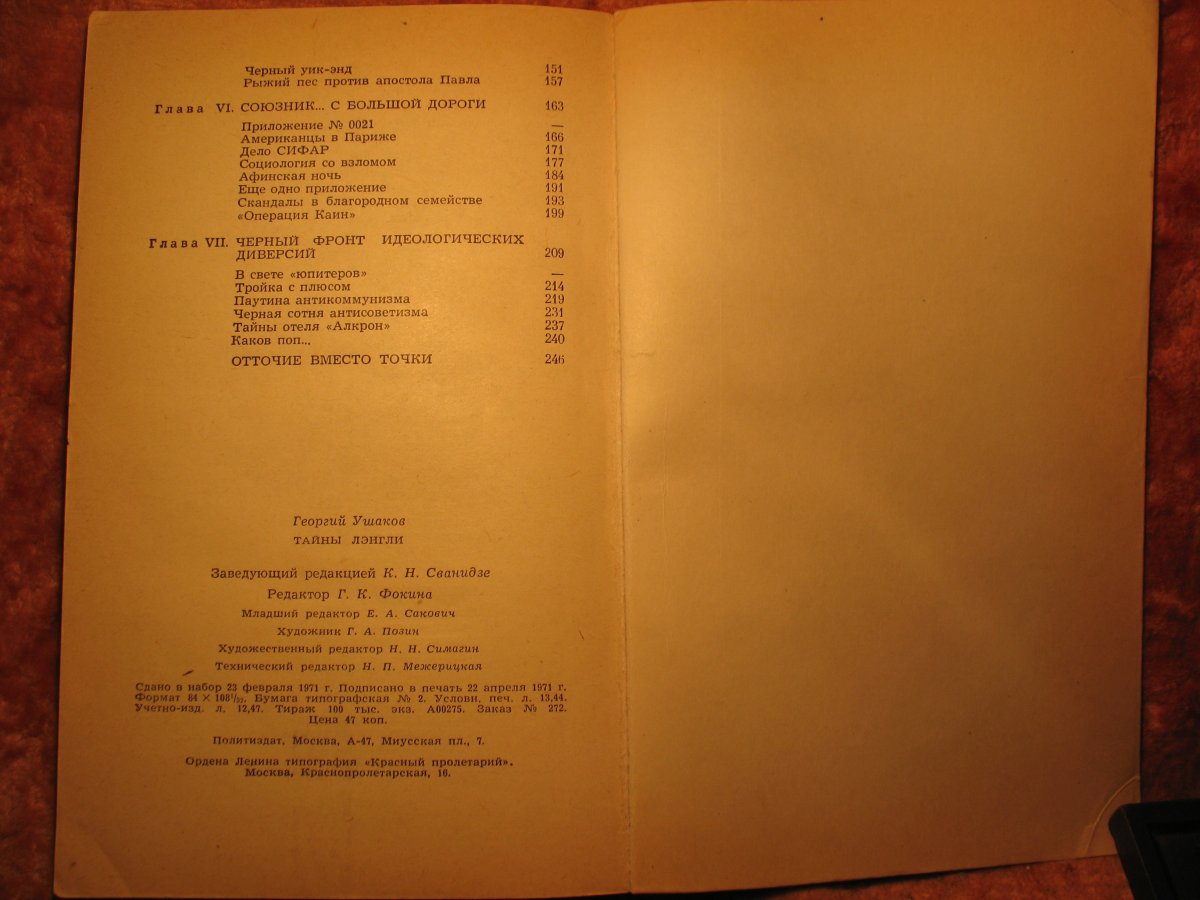 Черный уик-энд 151
Рыжий пес против апостола Павла 157
Глава VI. СОЮЗНИК... С БОЛЬШОЙ ДОРОГИ 163
Приложение № 0021 —
Американцы в Париже 166
Дело СИФАР 171
Социология со взломом 177
Афинская ночь 184
Еще одно приложение 191
Скандалы в благородном семействе 193
«Операция Каин» 199
Глава VII. ЧЕРНЫЙ ФРОНТ ИДЕОЛОГИЧЕСКИХ
ДИВЕРСИЙ 209
В свете «юпитеров» —
Тройка с плюсом 214
Паутина антикоммунизма 219
Черная сотня антисоветизма 231
Тайны отеля «Алкрон» 237
Каков поп... 240
ОТТОЧИЕ ВМЕСТО ТОЧКИ 246
Георгий Ушаков
ТАЙНЫ ЛЭНГЛИ
Заведующий редакцией К. Н. Сванидзе
Редактор Г. К. Фокина
Младший редактор Е. А. Сакович
Художник Г. А. Позин
Художественный редактор Н. Н. Симагин
Технический редактор Н. П. Межерицкая
Сдано в набор 23 февраля 1971 г. Подписано в печать 22 апреля 1971 г.
Формат 84 × 108¹/₃₂. Бумага типографская № 2. Условн. печ. л. 13,44.
Учетно-изд. л. 12,47. Тираж 100 тыс. экз. А00275. Заказ № 272.
Цена 47 коп.
Политиздат, Москва, А-47, Миусская пл., 7.
Ордена Ленина типография «Красный пролетарий».
Москва, Краснопролетарская, 16.